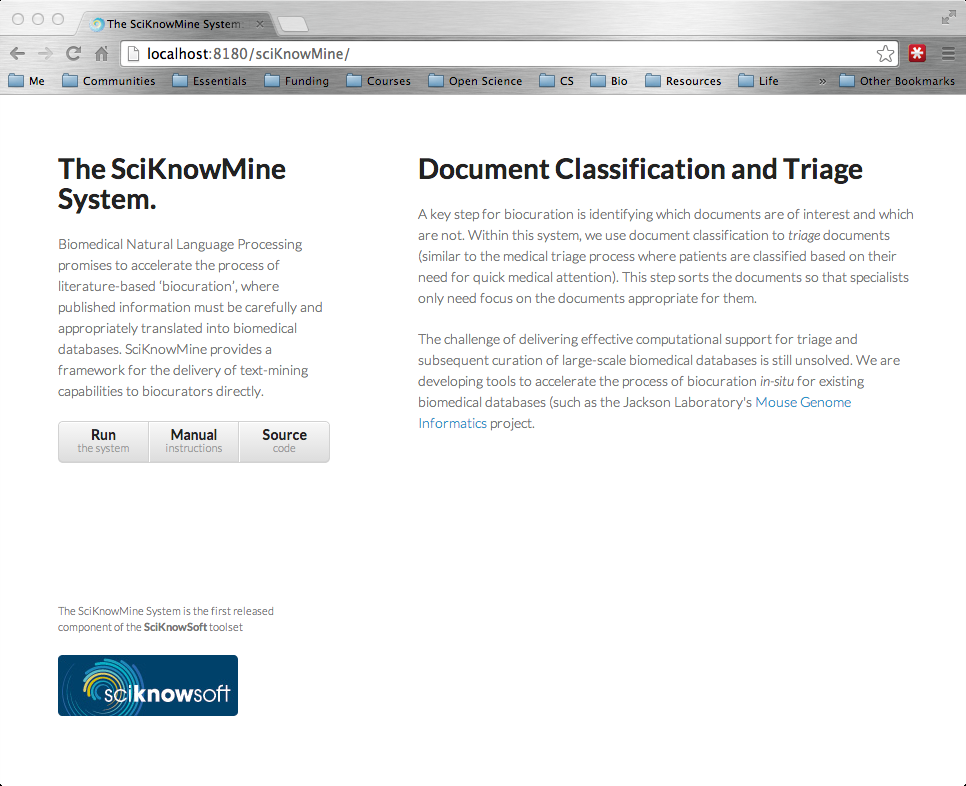 The SciKnowMine System
localhost:8180/sciKnowMine/
Me Communities Essentials Funding Courses Open Science CS Bio Resources Life » Other Bookmarks
The SciKnowMine
System.
Biomedical Natural Language Processing
promises to accelerate the process of
literature-based ‘biocuration’, where
published information must be carefully and
appropriately translated into biomedical
databases. SciKnowMine provides a
framework for the delivery of text-mining
capabilities to biocurators directly.
Run Manual Source
the system instructions code
The SciKnowMine System is the first released
component of the SciKnowSoft toolset
sciknowsoft
Document Classification and Triage
A key step for biocuration is identifying which documents are of interest and which
are not. Within this system, we use document classification to triage documents
(similar to the medical triage process where patients are classified based on their
need for quick medical attention). This step sorts the documents so that specialists
only need focus on the documents appropriate for them.
The challenge of delivering effective computational support for triage and
subsequent curation of large-scale biomedical databases is still unsolved. We are
developing tools to accelerate the process of biocuration in-situ for existing
biomedical databases (such as the Jackson Laboratory's Mouse Genome
Informatics project.